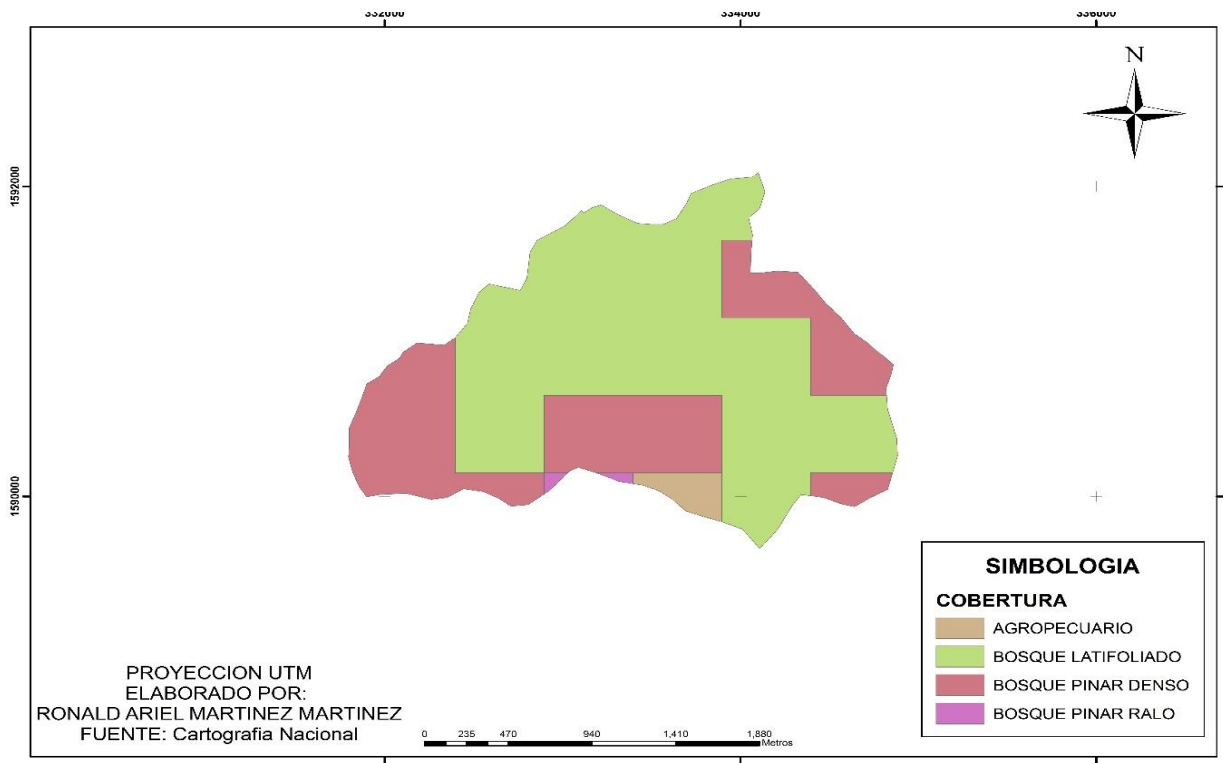 332000 334000 336000
N
1592000
1590000
SIMBOLOGIA
COBERTURA
AGROPECUARIO
BOSQUE LATIFOLIADO
BOSQUE PINAR DENSO
BOSQUE PINAR RALO
PROYECCION UTM
ELABORADO POR:
RONALD ARIEL MARTINEZ MARTINEZ
FUENTE: Cartografia Nacional
0 235 470 940 1,410 1,880
Metros